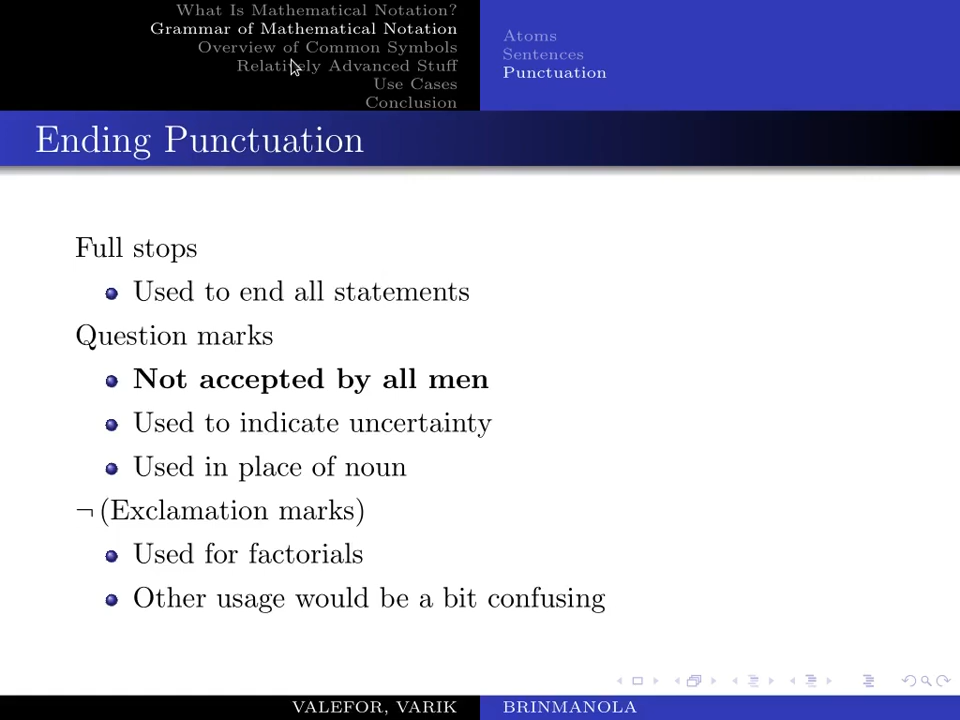 What Is Mathematical Notation?
Grammar of Mathematical Notation
Overview of Common Symbols
Relatively Advanced Stuff
Use Cases
Conclusion
Atoms
Sentences
Punctuation
Ending Punctuation
Full stops
Used to end all statements
Question marks
Not accepted by all men
Used to indicate uncertainty
Used in place of noun
¬ (Exclamation marks)
Used for factorials
Other usage would be a bit confusing
VALEFOR, VARIK
BRINMANOLA